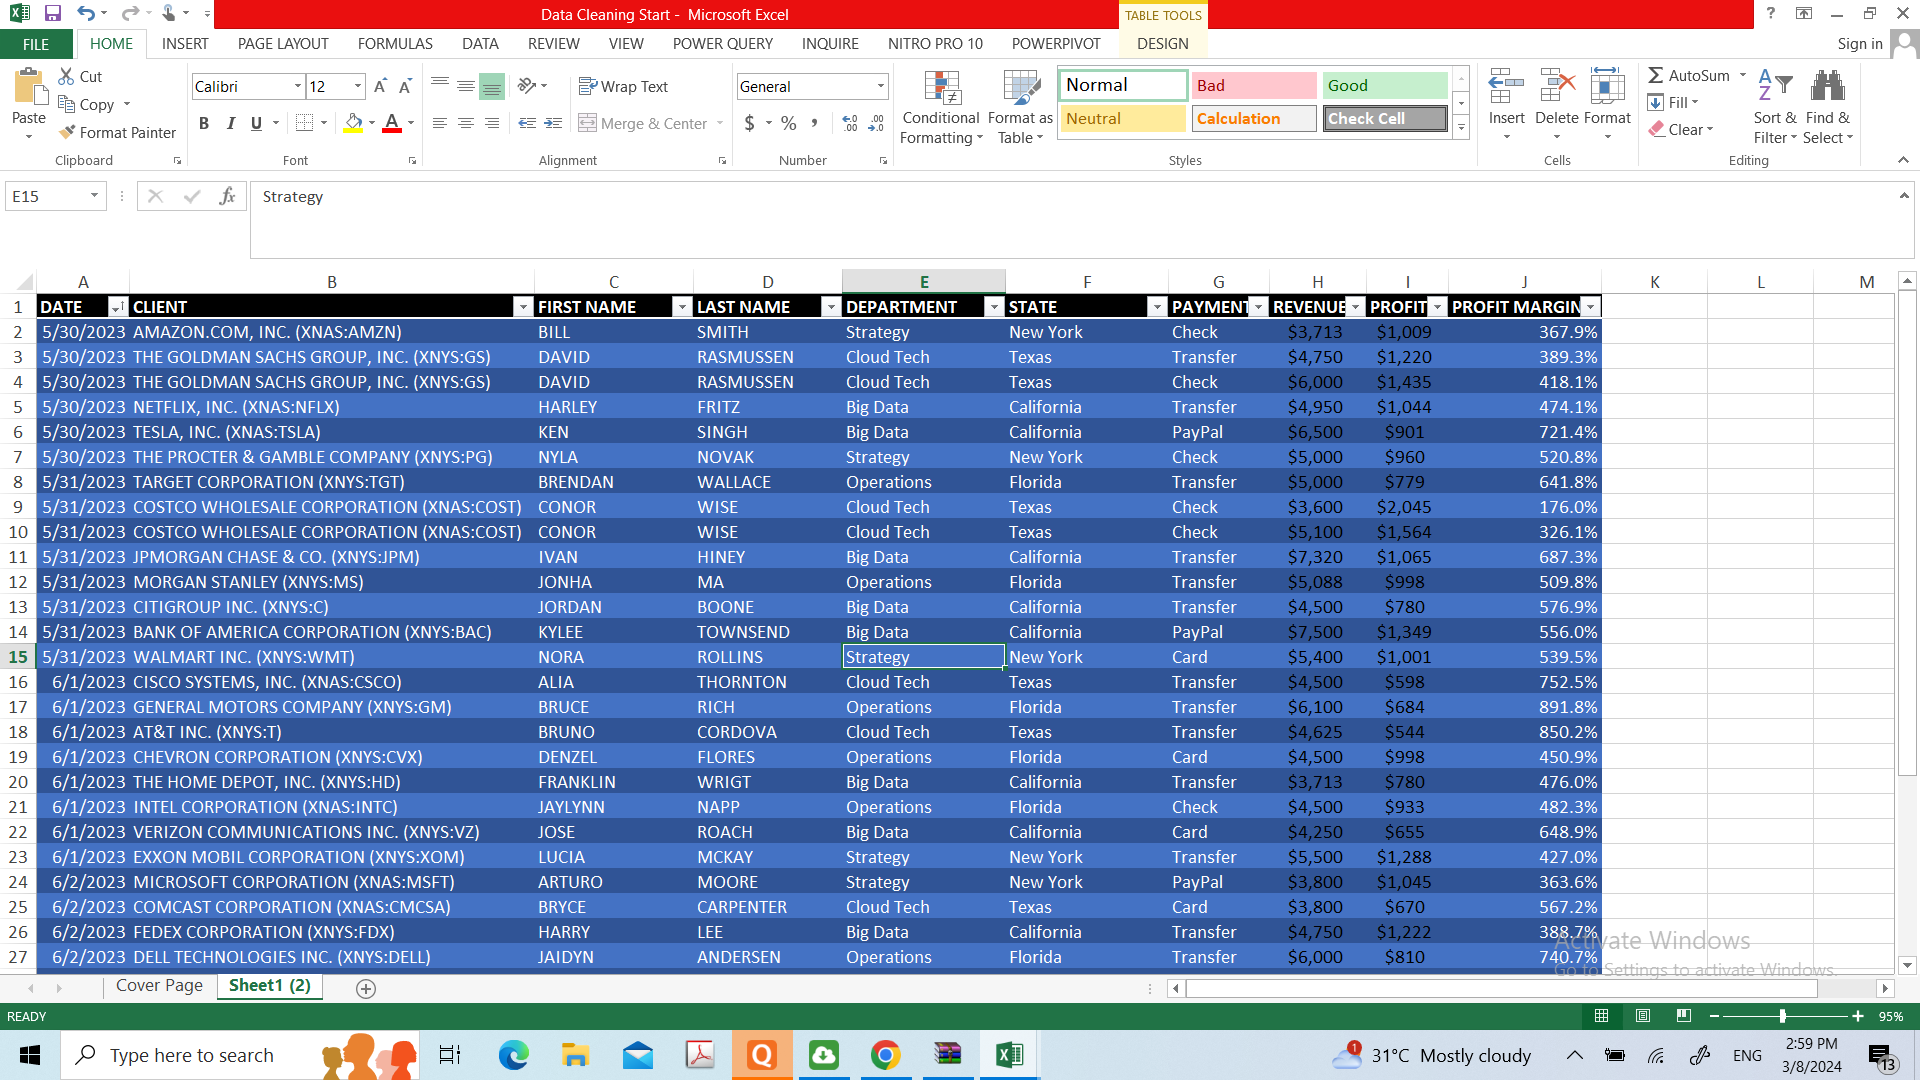 Data Cleaning Start - Microsoft Excel
TABLE TOOLS
FILE HOME INSERT PAGE LAYOUT FORMULAS DATA REVIEW VIEW POWER QUERY INQUIRE NITRO PRO 10 POWERPIVOT DESIGN Sign in
Paste Cut Copy Format Painter Clipboard
Calibri 12 B I U A Font
Wrap Text Merge & Center Alignment
General $ % , Number
Conditional Formatting Format as Table
Normal Bad Good
Neutral Calculation Check Cell
Styles
Insert Delete Format Cells
AutoSum Fill Clear Sort & Filter Find & Select Editing
E15 fx Strategy
A B C D E F G H I J K L M
1 DATE CLIENT FIRST NAME LAST NAME DEPARTMENT STATE PAYMENT REVENUE PROFIT PROFIT MARGIN
2 5/30/2023 AMAZON.COM, INC. (XNAS:AMZN) BILL SMITH Strategy New York Check $3,713 $1,009 367.9%
3 5/30/2023 THE GOLDMAN SACHS GROUP, INC. (XNYS:GS) DAVID RASMUSSEN Cloud Tech Texas Transfer $4,750 $1,220 389.3%
4 5/30/2023 THE GOLDMAN SACHS GROUP, INC. (XNYS:GS) DAVID RASMUSSEN Cloud Tech Texas Check $6,000 $1,435 418.1%
5 5/30/2023 NETFLIX, INC. (XNAS:NFLX) HARLEY FRITZ Big Data California Transfer $4,950 $1,044 474.1%
6 5/30/2023 TESLA, INC. (XNAS:TSLA) KEN SINGH Big Data California PayPal $6,500 $901 721.4%
7 5/30/2023 THE PROCTER & GAMBLE COMPANY (XNYS:PG) NYLA NOVAK Strategy New York Check $5,000 $960 520.8%
8 5/31/2023 TARGET CORPORATION (XNYS:TGT) BRENDAN WALLACE Operations Florida Transfer $5,000 $779 641.8%
9 5/31/2023 COSTCO WHOLESALE CORPORATION (XNAS:COST) CONOR WISE Cloud Tech Texas Check $3,600 $2,045 176.0%
10 5/31/2023 COSTCO WHOLESALE CORPORATION (XNAS:COST) CONOR WISE Cloud Tech Texas Check $5,100 $1,564 326.1%
11 5/31/2023 JPMORGAN CHASE & CO. (XNYS:JPM) IVAN HINEY Big Data California Transfer $7,320 $1,065 687.3%
12 5/31/2023 MORGAN STANLEY (XNYS:MS) JONHA MA Operations Florida Transfer $5,088 $998 509.8%
13 5/31/2023 CITIGROUP INC. (XNYS:C) JORDAN BOONE Big Data California Transfer $4,500 $780 576.9%
14 5/31/2023 BANK OF AMERICA CORPORATION (XNYS:BAC) KYLEE TOWNSEND Big Data California PayPal $7,500 $1,349 556.0%
15 5/31/2023 WALMART INC. (XNYS:WMT) NORA ROLLINS Strategy New York Card $5,400 $1,001 539.5%
16 6/1/2023 CISCO SYSTEMS, INC. (XNAS:CSCO) ALIA THORNTON Cloud Tech Texas Transfer $4,500 $598 752.5%
17 6/1/2023 GENERAL MOTORS COMPANY (XNYS:GM) BRUCE RICH Operations Florida Transfer $6,100 $684 891.8%
18 6/1/2023 AT&T INC. (XNYS:T) BRUNO CORDOVA Cloud Tech Texas Transfer $4,625 $544 850.2%
19 6/1/2023 CHEVRON CORPORATION (XNYS:CVX) DENZEL FLORES Operations Florida Card $4,500 $998 450.9%
20 6/1/2023 THE HOME DEPOT, INC. (XNYS:HD) FRANKLIN WRIGT Big Data California Transfer $3,713 $780 476.0%
21 6/1/2023 INTEL CORPORATION (XNAS:INTC) JAYLYNN NAPP Operations Florida Check $4,500 $933 482.3%
22 6/1/2023 VERIZON COMMUNICATIONS INC. (XNYS:VZ) JOSE ROACH Big Data California Card $4,250 $655 648.9%
23 6/1/2023 EXXON MOBIL CORPORATION (XNYS:XOM) LUCIA MCKAY Strategy New York Transfer $5,500 $1,288 427.0%
24 6/2/2023 MICROSOFT CORPORATION (XNAS:MSFT) ARTURO MOORE Strategy New York PayPal $3,800 $1,045 363.6%
25 6/2/2023 COMCAST CORPORATION (XNAS:CMCSA) BRYCE CARPENTER Cloud Tech Texas Card $3,800 $670 567.2%
26 6/2/2023 FEDEX CORPORATION (XNYS:FDX) HARRY LEE Big Data California Transfer $4,750 $1,222 388.7%
27 6/2/2023 DELL TECHNOLOGIES INC. (XNYS:DELL) JAIDYN ANDERSEN Operations Florida Transfer $6,000 $810 740.7%
Activate Windows
Go to Settings to activate Windows.
Cover Page Sheet1 (2)
READY 95%
Type here to search
31°C Mostly cloudy ENG 2:59 PM
3/8/2024 13